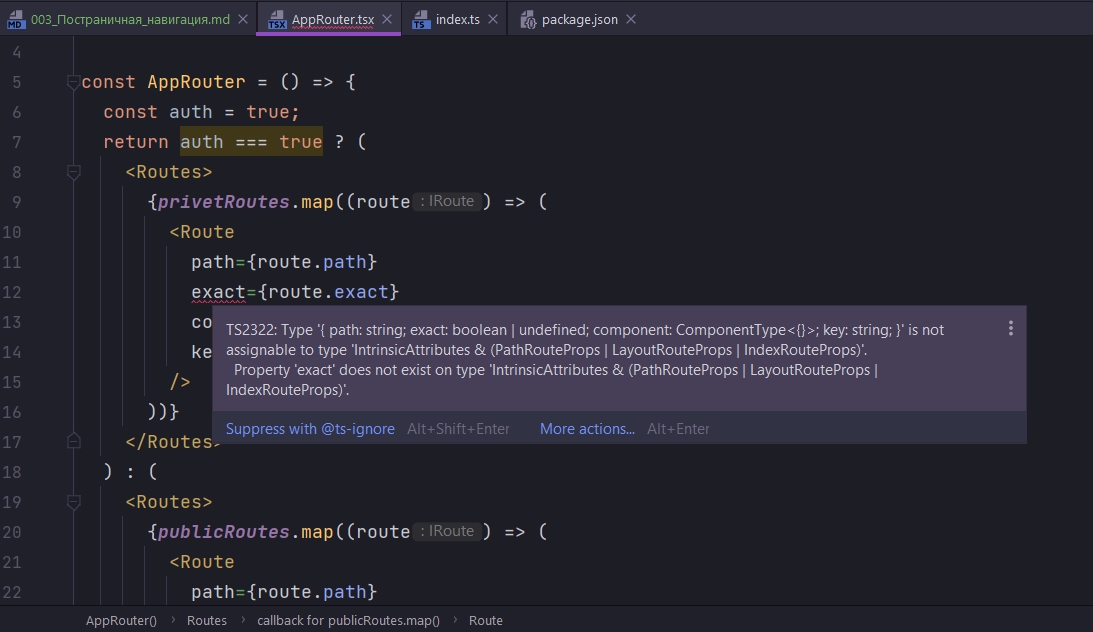 MD 003_Постраничная_навигация.md TSX AppRouter.tsx TS index.ts package.json
4
5 const AppRouter = () => {
6 const auth = true;
7 return auth === true ? (
8 <Routes>
9 {privetRoutes.map((route : IRoute ) => (
10 <Route
11 path={route.path}
12 exact={route.exact}
13 co
14 ke
15 />
16 ))}
17 </Routes>
18 ) : (
19 <Routes>
20 {publicRoutes.map((route : IRoute ) => (
21 <Route
22 path={route.path}
TS2322: Type '{ path: string; exact: boolean | undefined; component: ComponentType<{}>; key: string; }' is not
assignable to type 'IntrinsicAttributes & (PathRouteProps | LayoutRouteProps | IndexRouteProps)'.
Property 'exact' does not exist on type 'IntrinsicAttributes & (PathRouteProps | LayoutRouteProps |
IndexRouteProps)'.
Suppress with @ts-ignore Alt+Shift+Enter More actions... Alt+Enter
AppRouter() › Routes › callback for publicRoutes.map() › Route